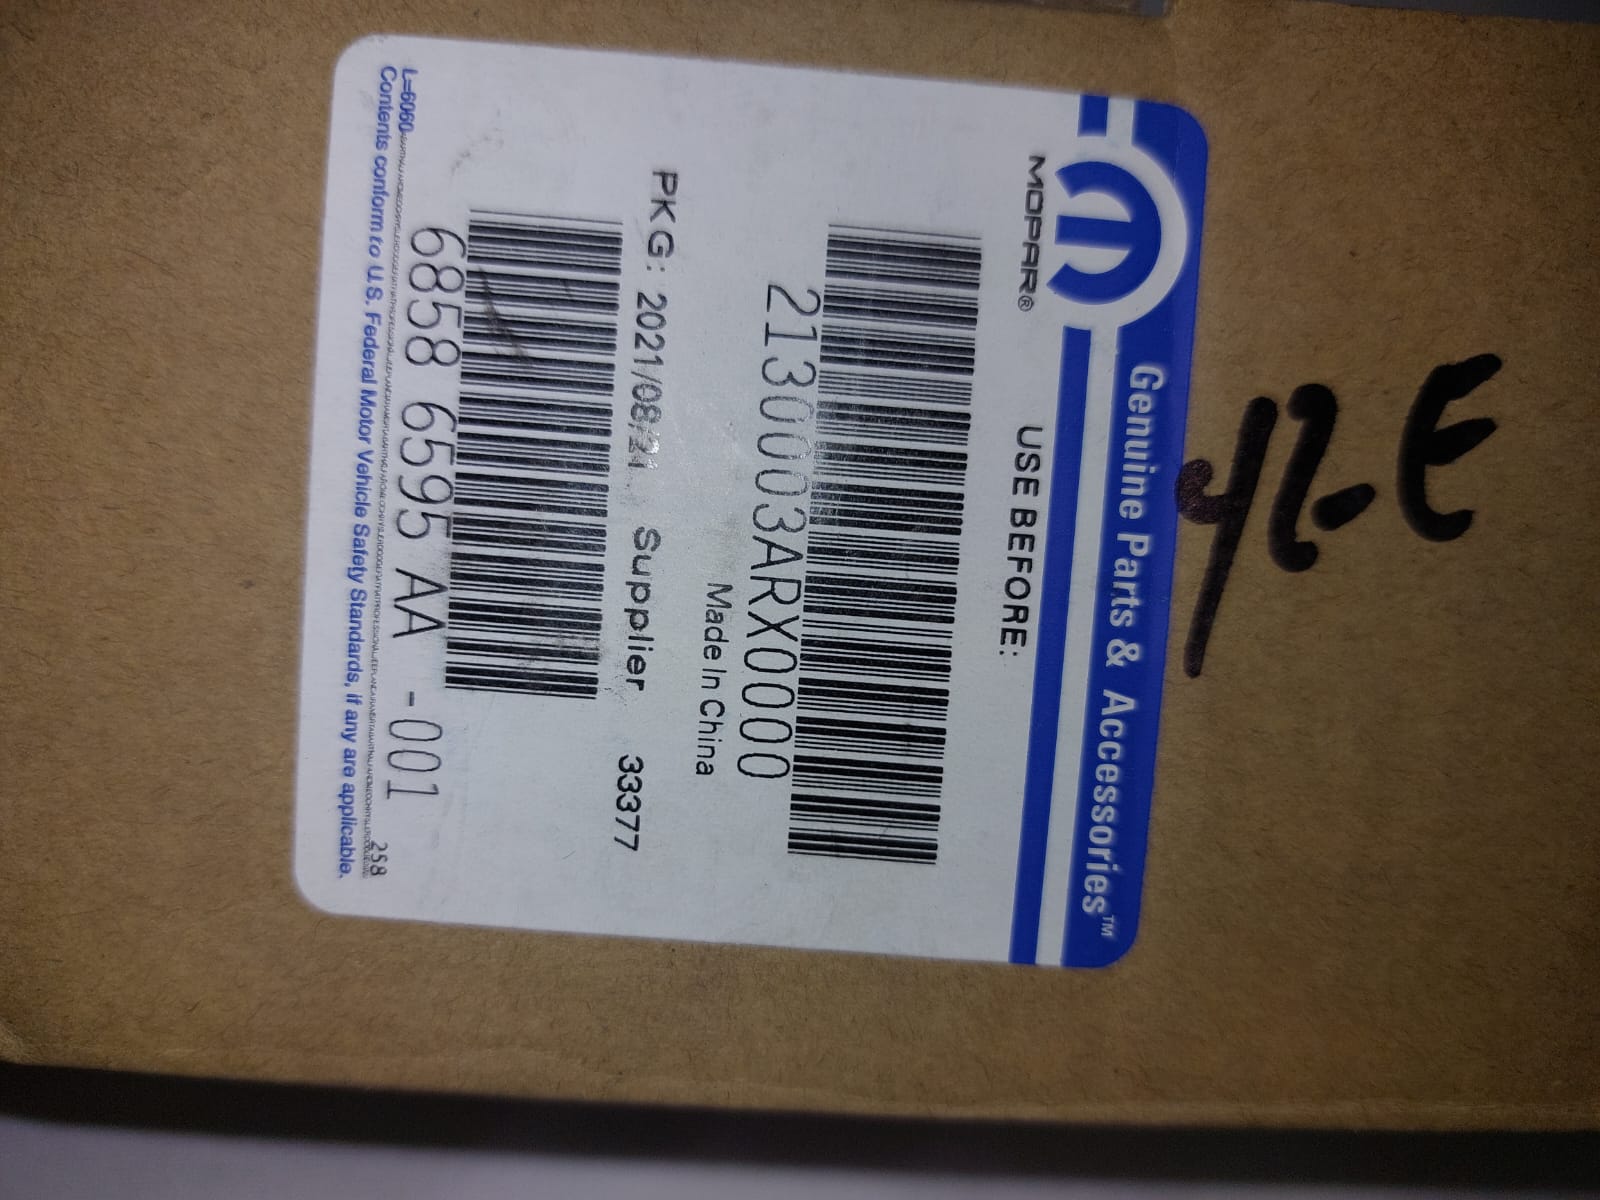 42-E
Genuine Parts & Accessories™
MOPAR® USE BEFORE:
2130003ARX0000
Made In China
PKG: 2021/08/21 Supplier 33377
6858 6595 AA -001
258
L=6060
Contents conform to U.S. Federal Motor Vehicle Safety Standards, if any are applicable.